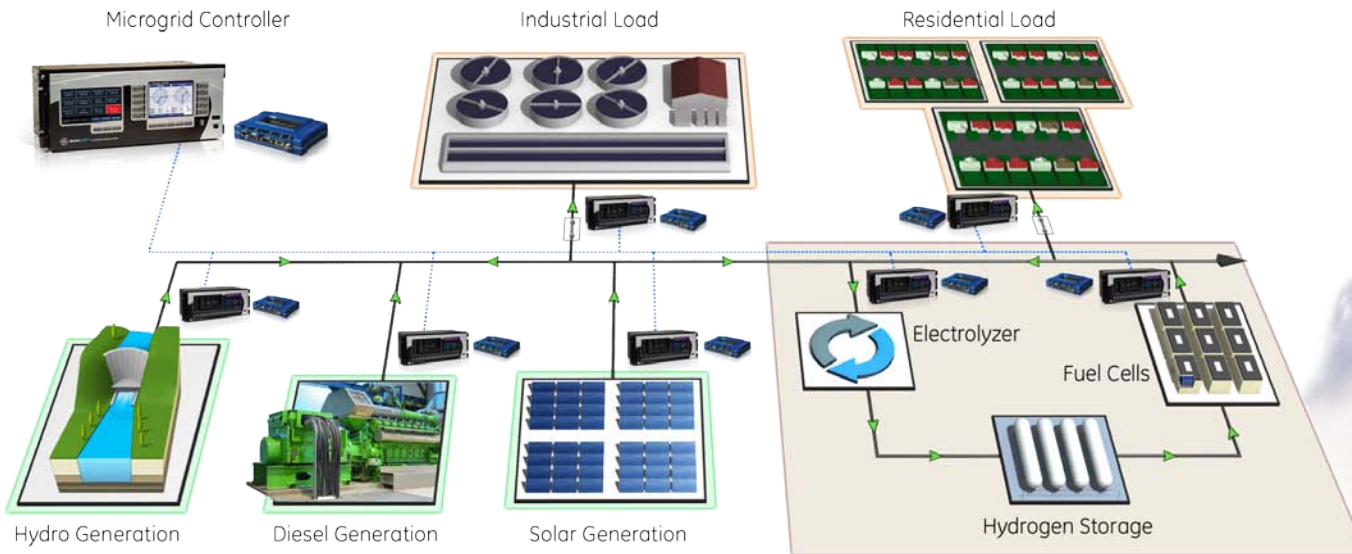 Microgrid Controller
Industrial Load
Residential Load
Electrolyzer
Fuel Cells
Hydrogen Storage
Hydro Generation
Diesel Generation
Solar Generation